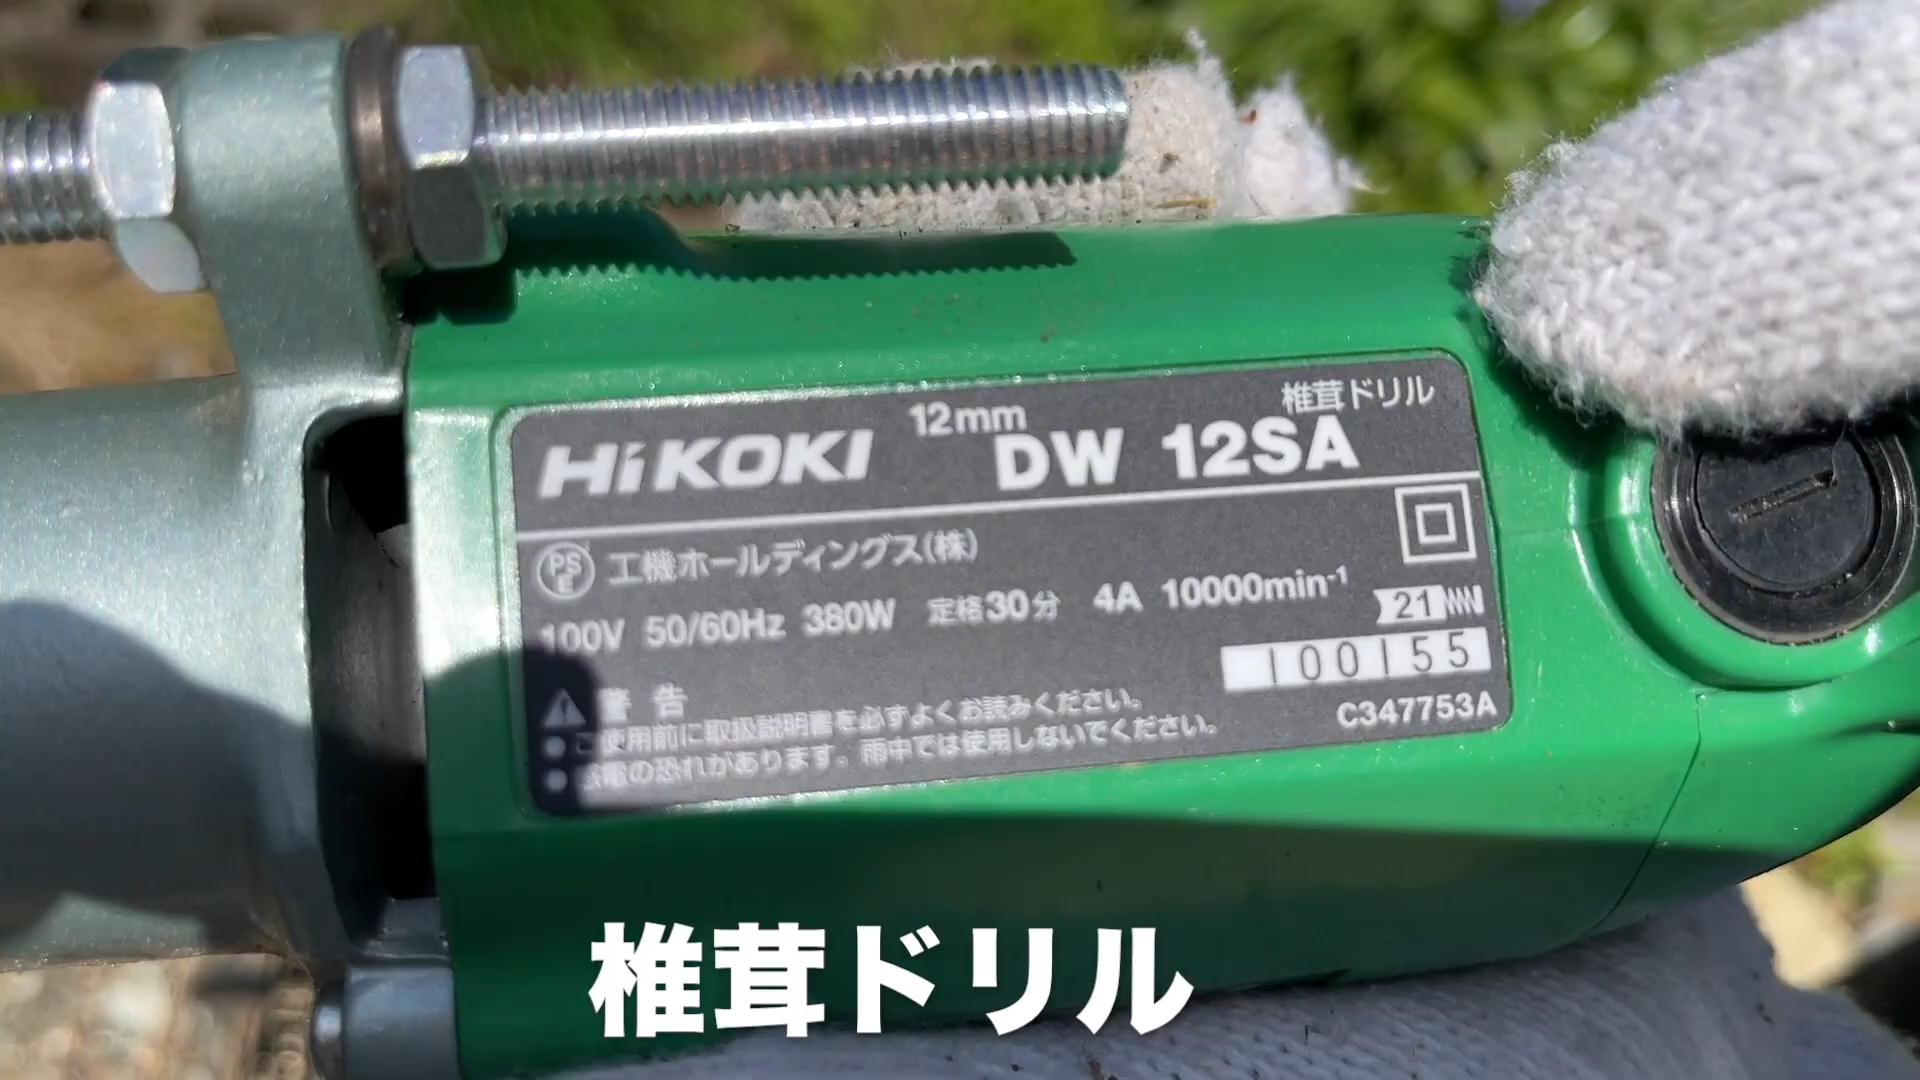 椎茸ドリル
HiKOKI 12mm DW 12SA
PSE 工機ホールディングス(株)
100V 50/60Hz 380W 定格30分 4A 10000min⁻¹
21
100155
警告
C347753A
ご使用前に取扱説明書を必ずよくお読みください。
感電の恐れがあります。雨中では使用しないでください。
椎茸ドリル